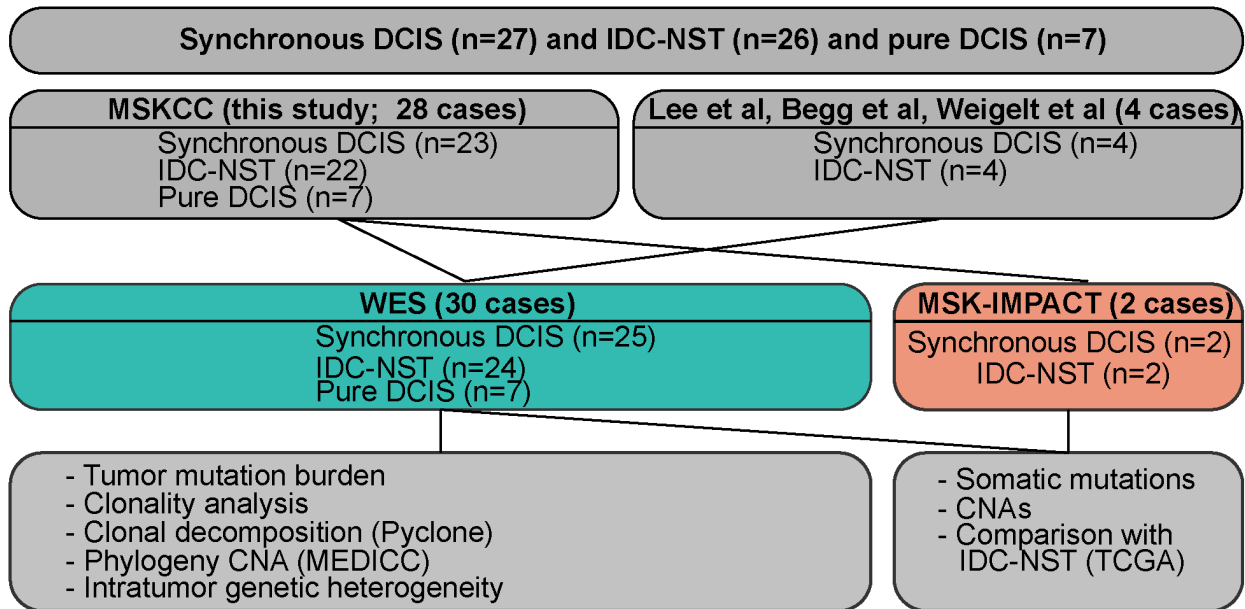 Synchronous DCIS (n=27) and IDC-NST (n=26) and pure DCIS (n=7)
MSKCC (this study;  28 cases)
Synchronous DCIS (n=23)
IDC-NST (n=22)
Pure DCIS (n=7)
Lee et al, Begg et al, Weigelt et al (4 cases)
Synchronous DCIS (n=4)
IDC-NST (n=4)
WES (30 cases)
Synchronous DCIS (n=25)
IDC-NST (n=24)
Pure DCIS (n=7)
MSK-IMPACT (2 cases)
Synchronous DCIS (n=2)
IDC-NST (n=2)
- Tumor mutation burden
- Clonality analysis
- Clonal decomposition (Pyclone)
- Phylogeny CNA (MEDICC)
- Intratumor genetic heterogeneity
- Somatic mutations
- CNAs
- Comparison with
IDC-NST (TCGA)